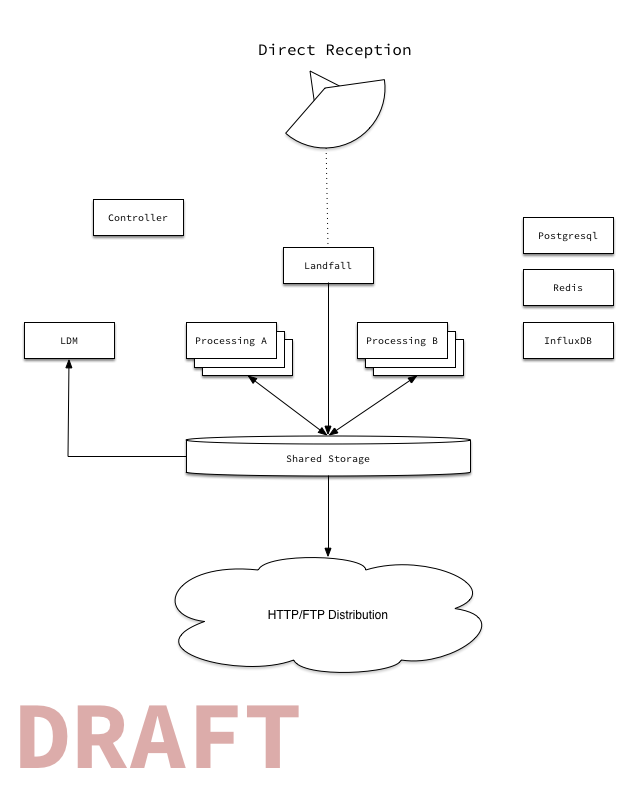 Direct Reception
Controller
Postgresql
Landfall
Redis
LDM
Processing A
Processing B
InfluxDB
Shared Storage
HTTP/FTP Distribution
DRAFT